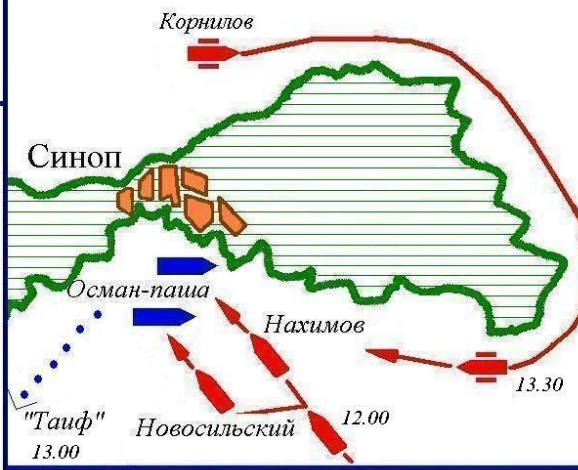 Корнилов
Синоп
Осман-паша
Нахимов
13.30
"Таиф"
Новосильский
12.00
13.00